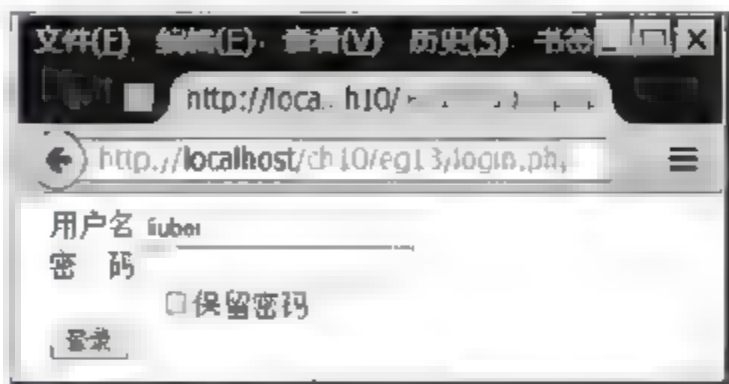 文件(F) 编辑(E) 查看(V) 历史(S) 书签
http://loca...h10/
http://localhost/ch10/eg13/login.ph
用户名
密 码
保留密码
登录